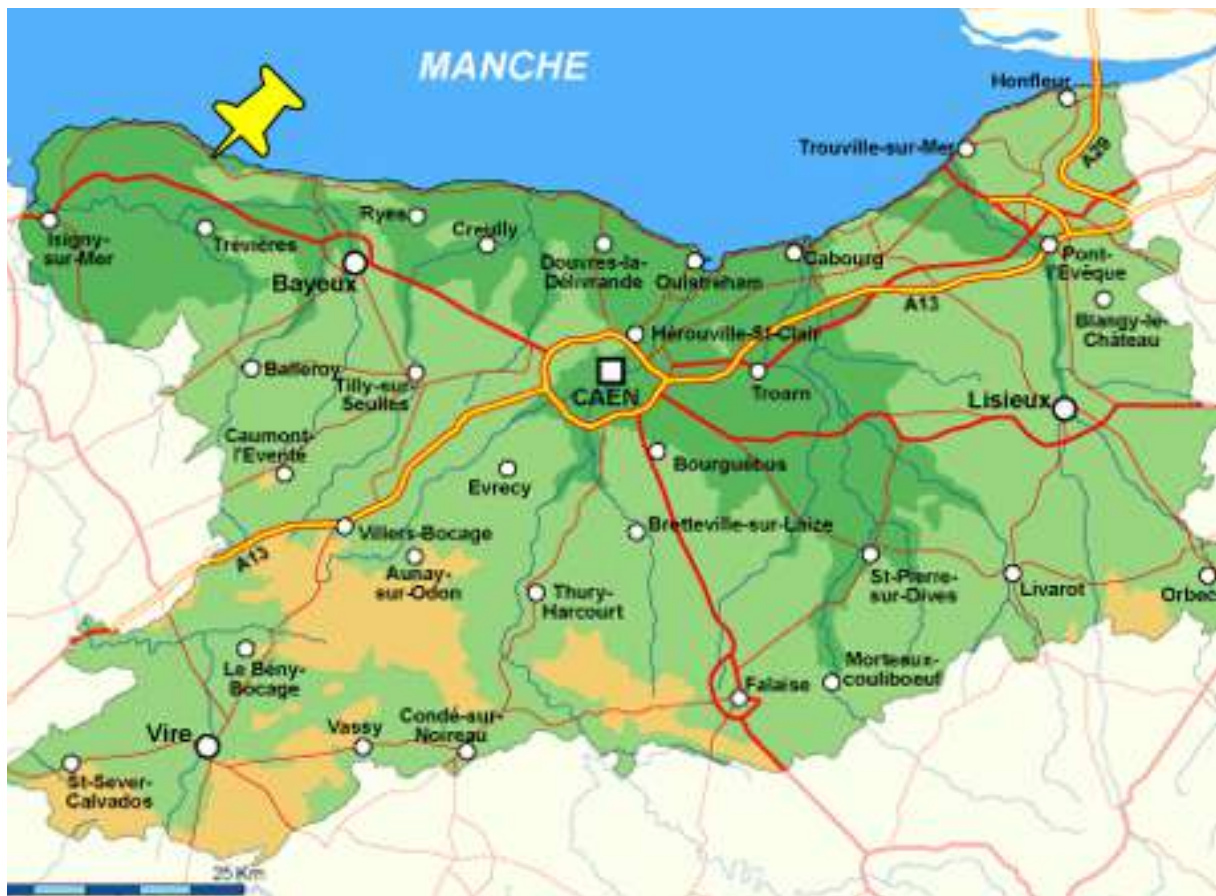 MANCHE
Honfleur
Trouville-sur-Mer
A29
Ryes
Creully
Isigny-
sur-Mer
Trévières
Bayeux
Douvres-la-
Délivrande
Ouistreham
Cabourg
Pont-
l'Evêque
A13
Blangy-le-
Château
Hérouville-St-Clair
Balleroy
Tilly-sur-
Seulles
CAEN
Troarn
Lisieux
Caumont-
l'Eventé
Evrecy
Bourguébus
Bretteville-sur-Laize
Villers-Bocage
A13
Aunay-
sur-Odon
Thury-
Harcourt
St-Pierre-
sur-Dives
Livarot
Orbec
Le Bény-
Bocage
Morteaux-
couliboeuf
Falaise
Vire
Vassy
Condé-sur-
Noireau
St-Sever-
Calvados
25 Km